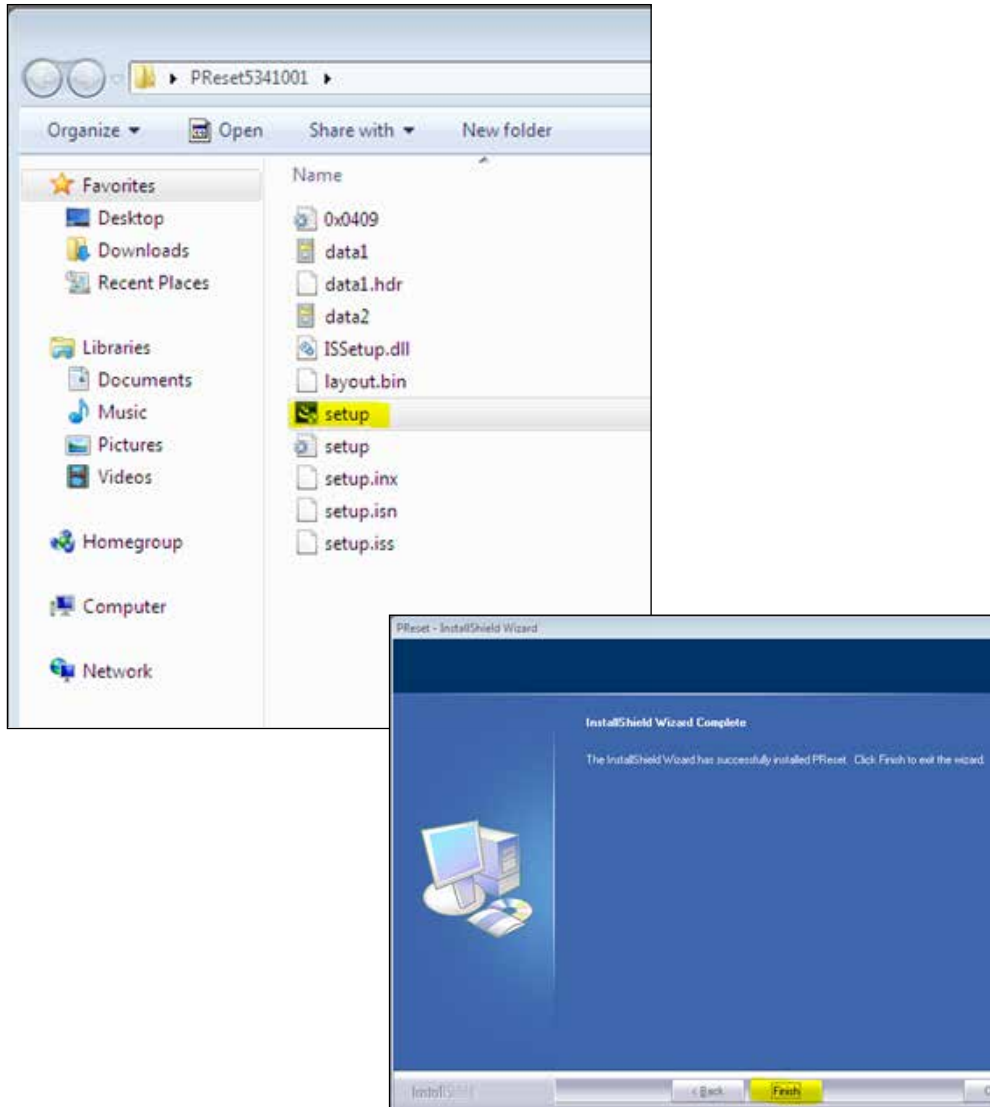 PReset5341001
Organize Open Share with New folder
Favorites
Desktop
Downloads
Recent Places
Libraries
Documents
Music
Pictures
Videos
Homegroup
Computer
Network
Name
0x0409
data1
data1.hdr
data2
ISSetup.dll
layout.bin
setup
setup
setup.inx
setup.isn
setup.iss
PReset - InstallShield Wizard
InstallShield Wizard Complete
The InstallShield Wizard has successfully installed PReset. Click Finish to exit the wizard.
InstallShield
< Back Finish